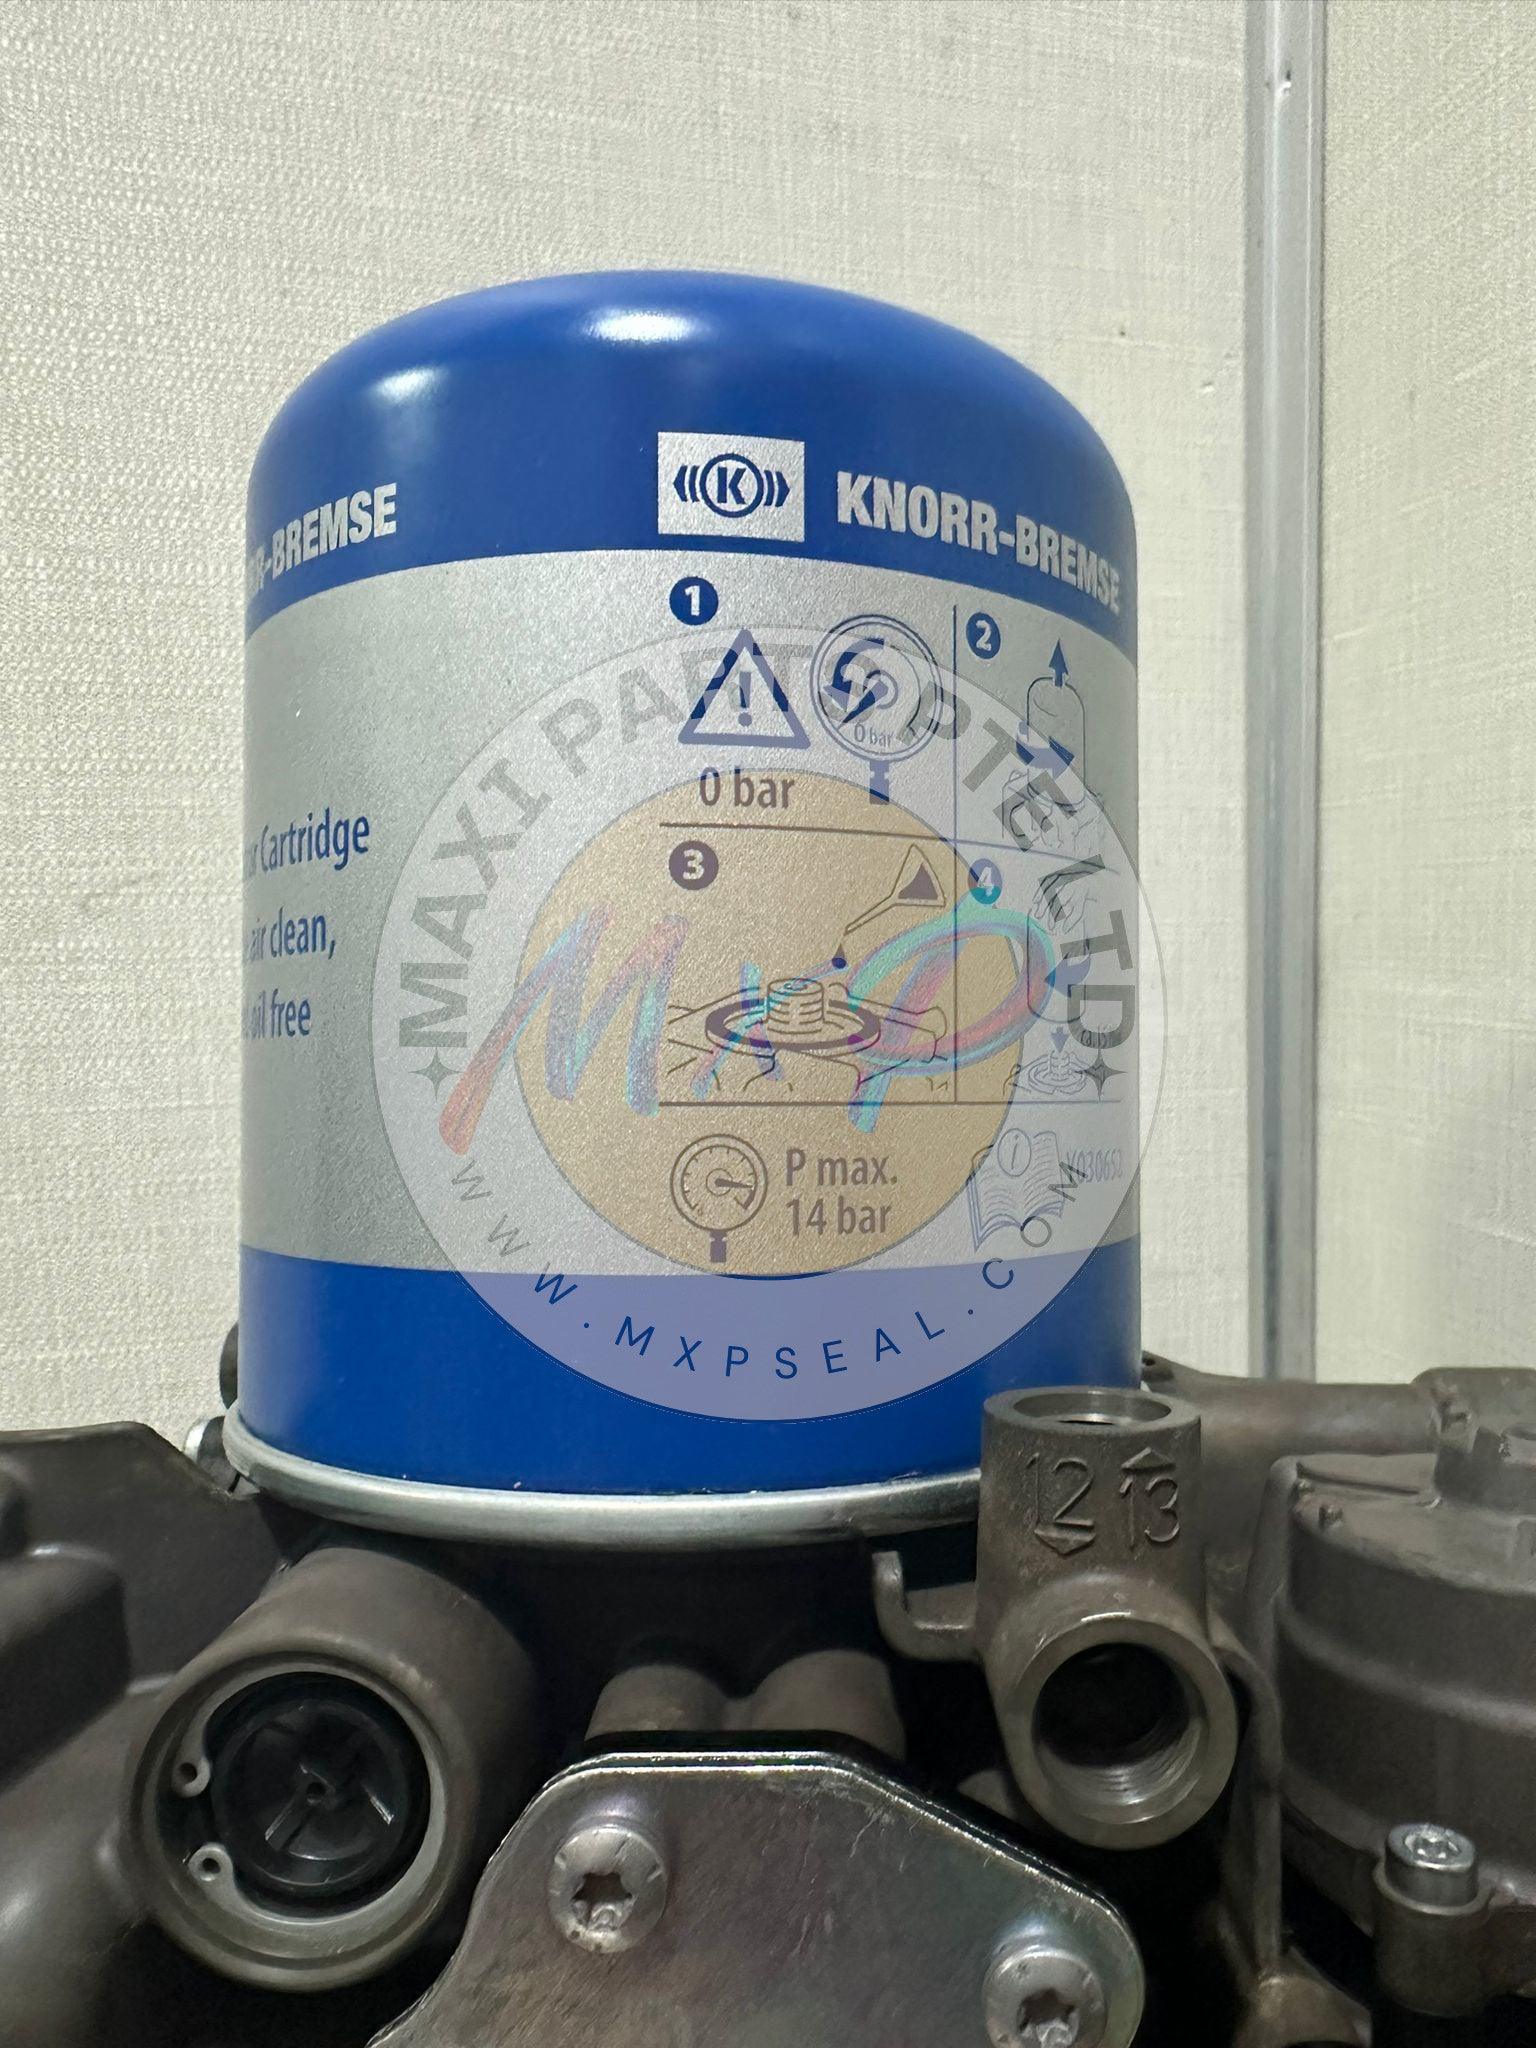 -BREMSE
K
KNORR-BREMSE
1
0 bar
0 bar
2
Cartridge
air clean,
oil free
3
4
P max.
14 bar
i
MAXI PARTS PTE LTD
MXP
WWW.MXPSEAL.COM
12 13